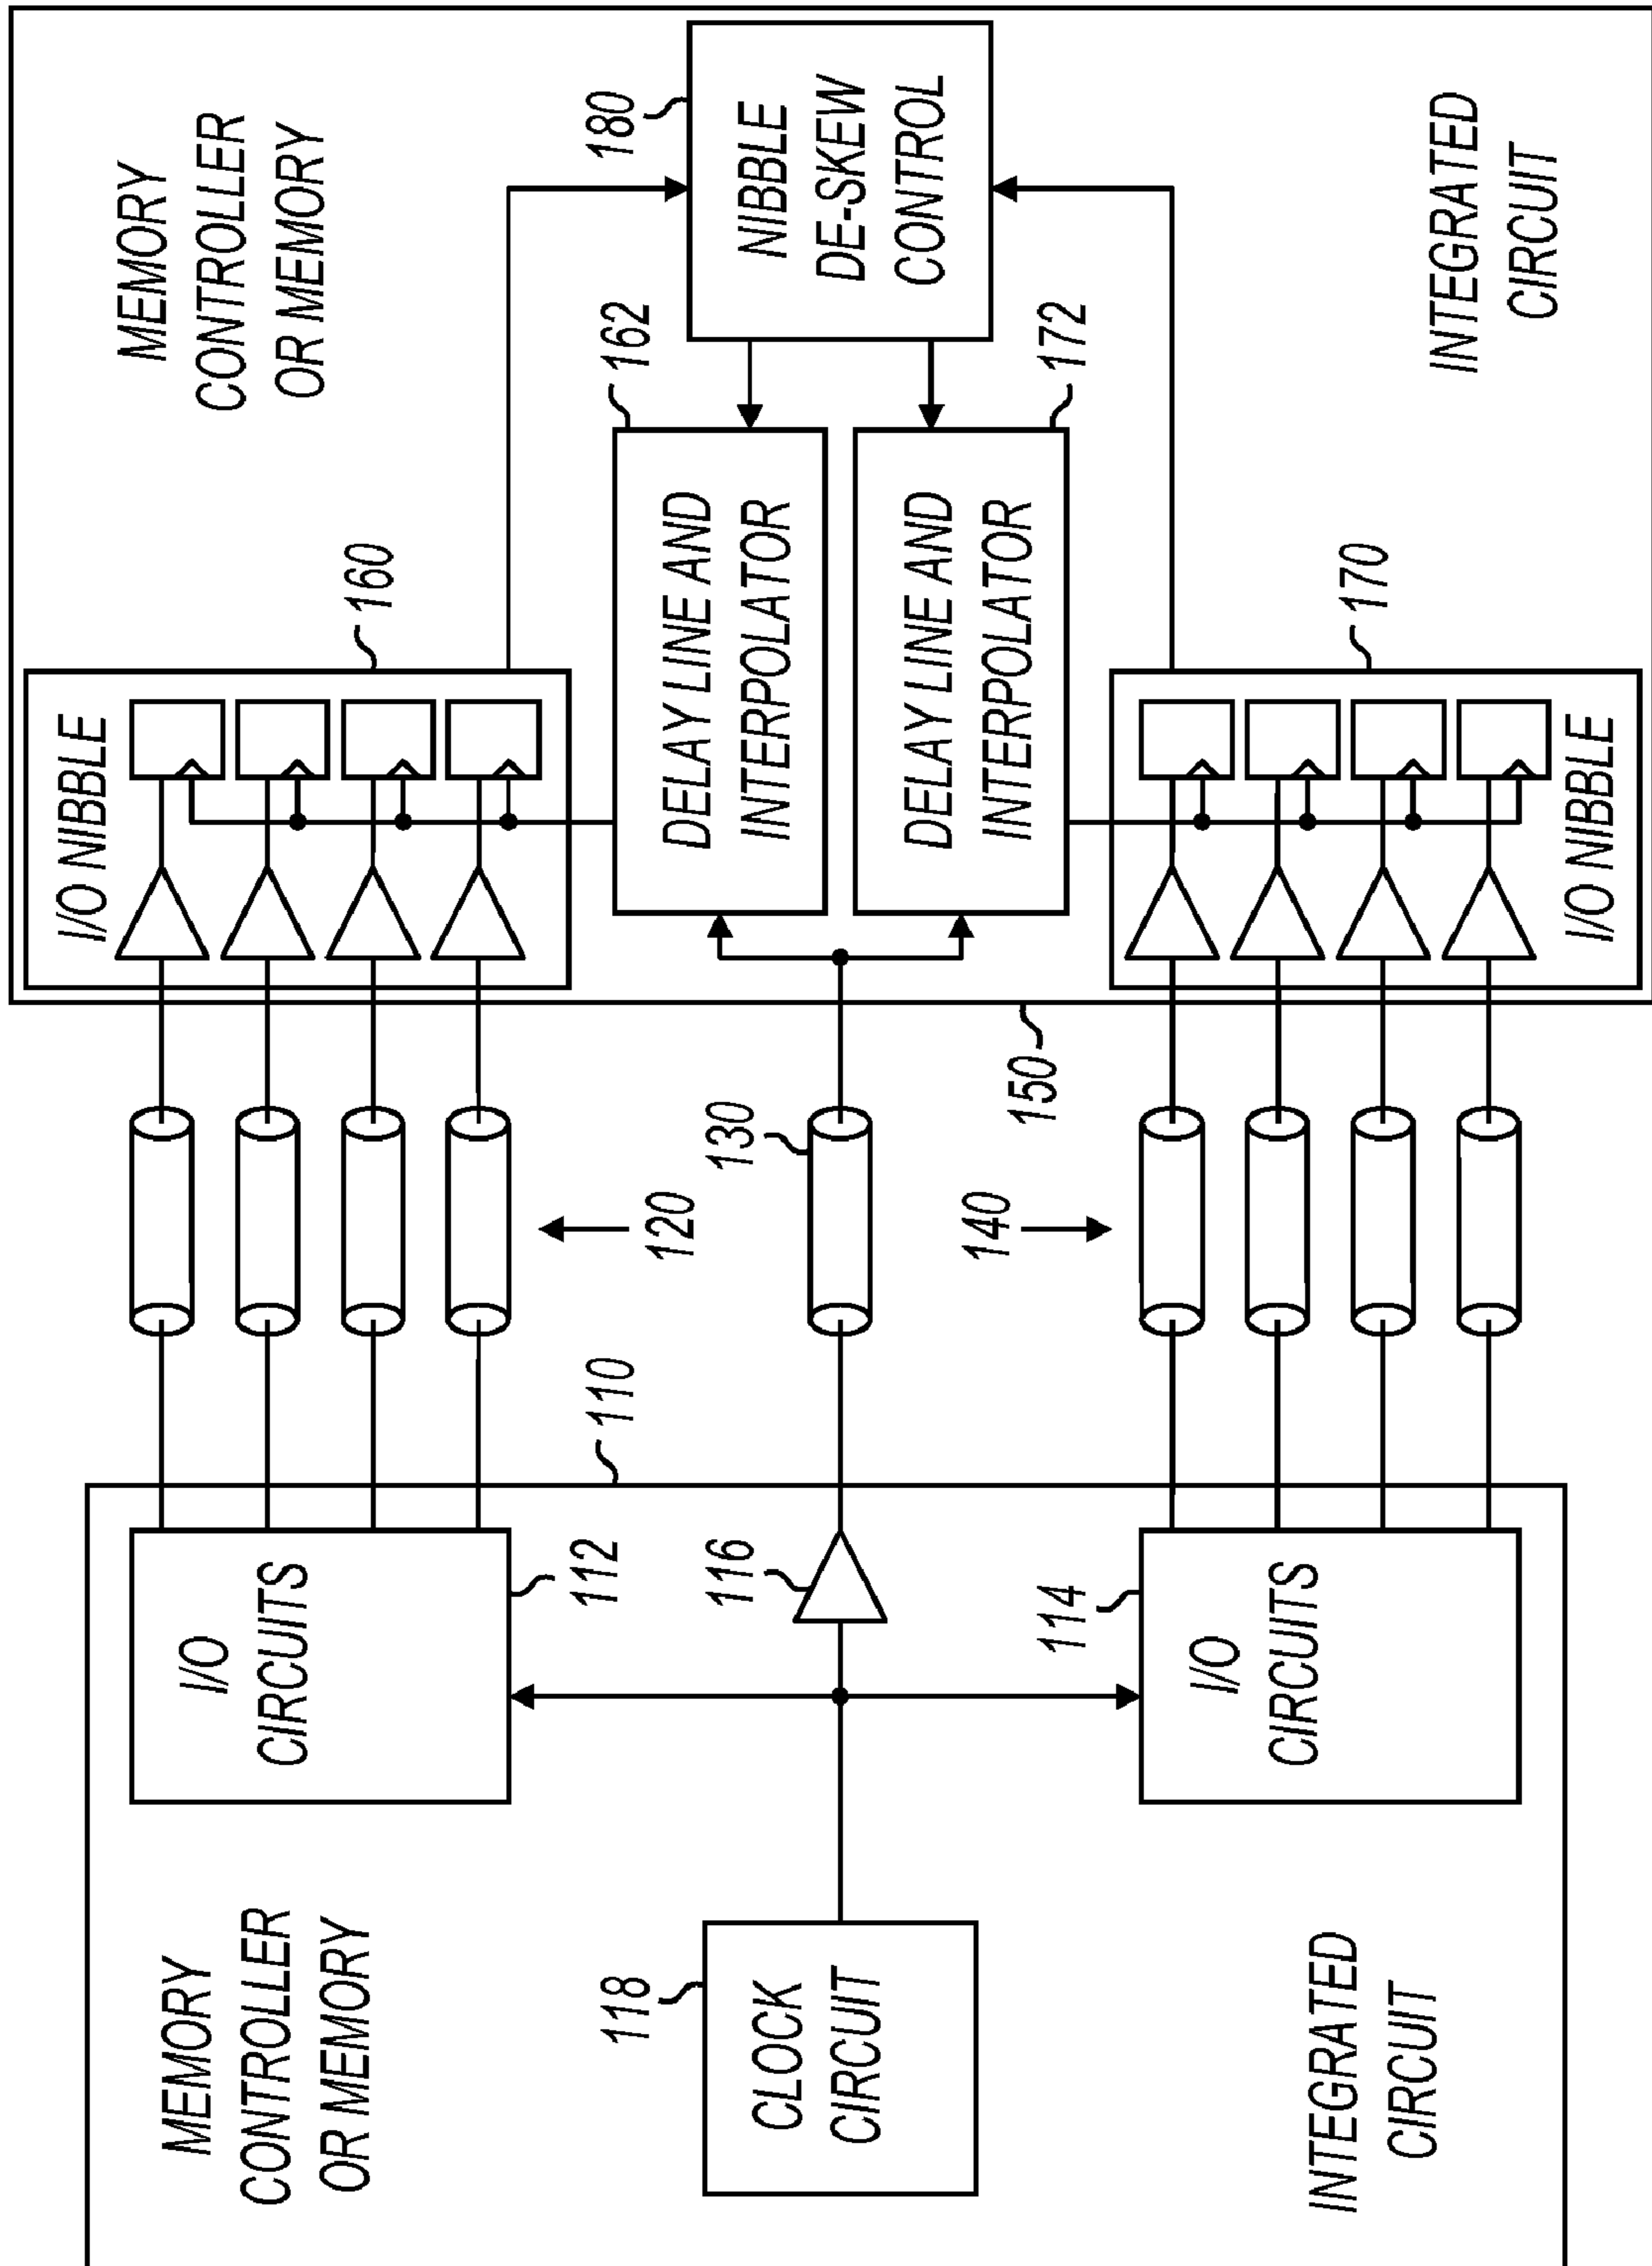 MEMORY
CONTROLLER
OR MEMORY
118
CLOCK
CIRCUIT
INTEGRATED
CIRCUIT
I/O
CIRCUITS
112
116
114
I/O
CIRCUITS
110
120
130
140
150
I/O NIBBLE
160
MEMORY
CONTROLLER
OR MEMORY
162
DELAY LINE AND
INTERPOLATOR
DELAY LINE AND
INTERPOLATOR
172
180
NIBBLE
DE-SKEW
CONTROL
170
I/O NIBBLE
INTEGRATED
CIRCUIT